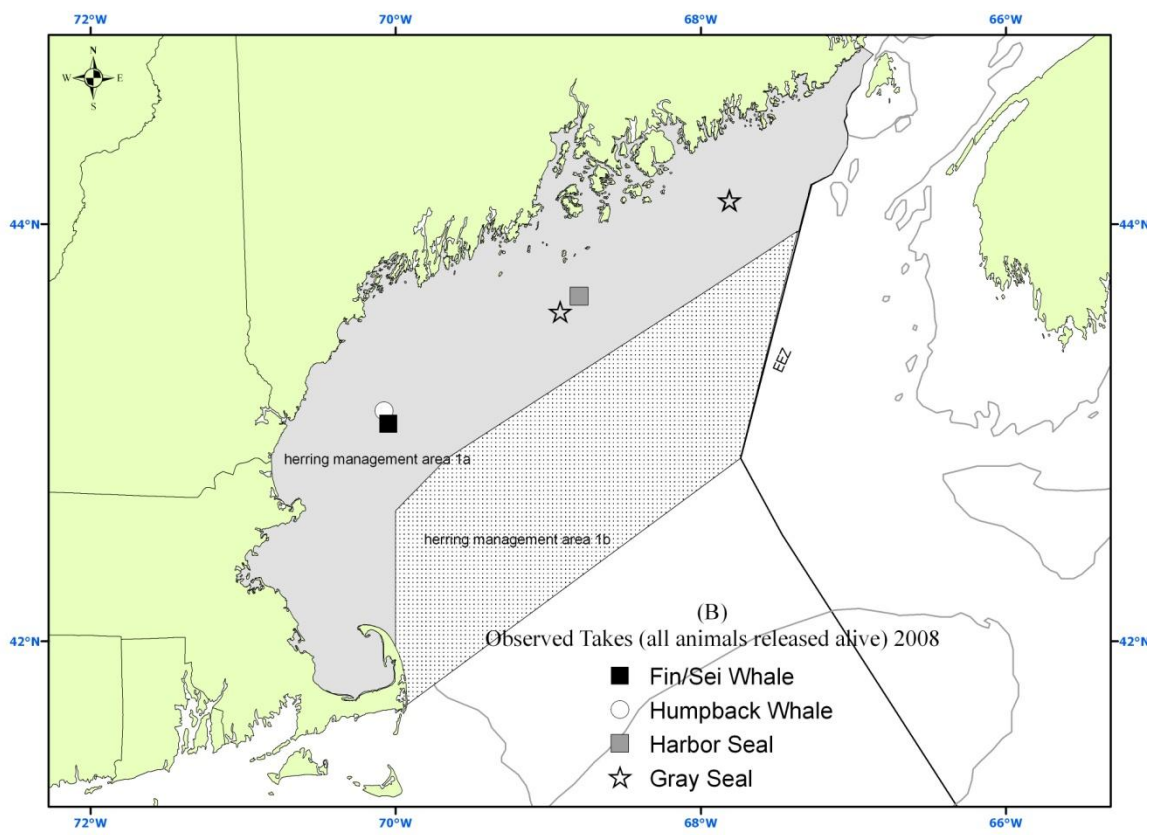 72°W 70°W 68°W 66°W
N
W E
S
44°N 44°N
EEZ
herring management area 1a
herring management area 1b
(B)
42°N Observed Takes (all animals released alive) 2008 42°N
Fin/Sei Whale
Humpback Whale
Harbor Seal
Gray Seal
72°W 70°W 68°W 66°W